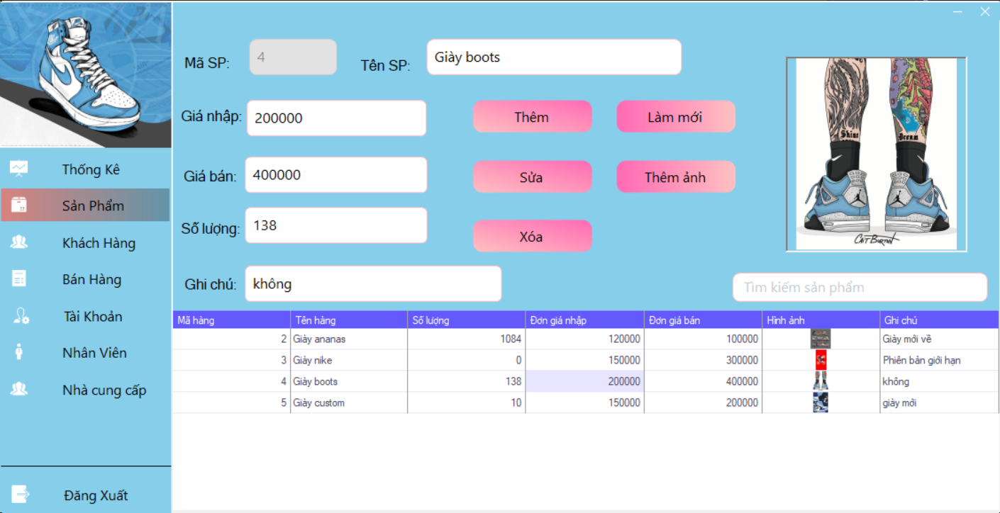 Mã SP:
4
Tên SP:
Giày boots
Giá nhập:
200000
Thêm
Làm mới
Giá bán:
400000
Sửa
Thêm ảnh
Số lượng:
138
Xóa
Shine
Dream
Ghi chú:
không
Tìm kiếm sản phẩm
Thống Kê
Sản Phẩm
Khách Hàng
Bán Hàng
Tài Khoản
Nhân Viên
Nhà cung cấp
Đăng Xuất
Mã hàng Tên hàng Số lượng Đơn giá nhập Đơn giá bán Hình ảnh Ghi chú
2 Giày ananas 1084 120000 100000 Giày mới về
3 Giày nike 0 150000 300000 Phiên bản giới hạn
4 Giày boots 138 200000 400000 không
5 Giày custom 10 150000 200000 giày mới